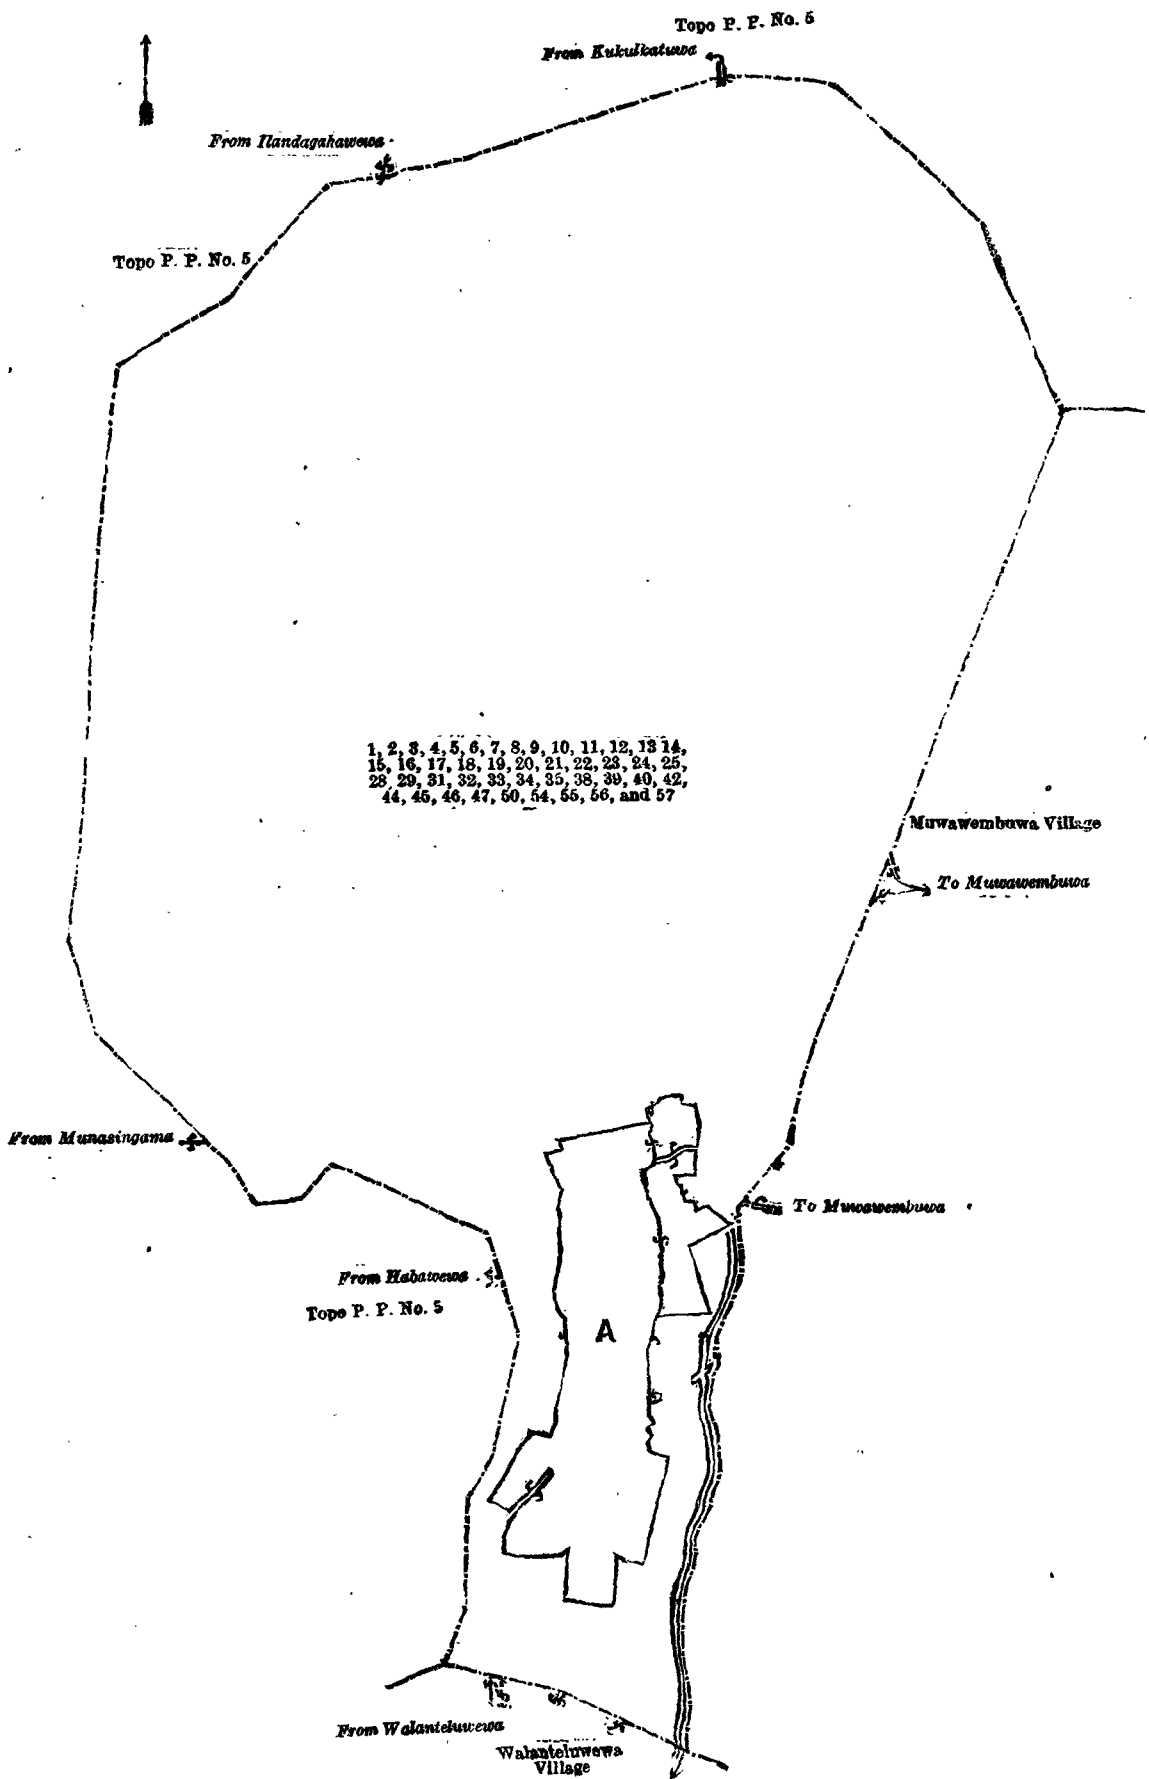 Topo P. P. No. 5
From Kukulkatuwa
From Ilandagahawewa
Topo P. P. No. 5
1, 2, 3, 4, 5, 6, 7, 8, 9, 10, 11, 12, 13 14,
15, 16, 17, 18, 19, 20, 21, 22, 23, 24, 25,
28, 29, 31, 32, 33, 34, 35, 38, 39, 40, 42,
44, 45, 46, 47, 50, 54, 55, 56, and 57
Muwawembuwa Village
To Muwawembuwa
From Munasingama
To Muwawembuwa
From Habawewa
Topo P. P. No. 5
A
From Walanteluwewa
Walanteluwewa
Village